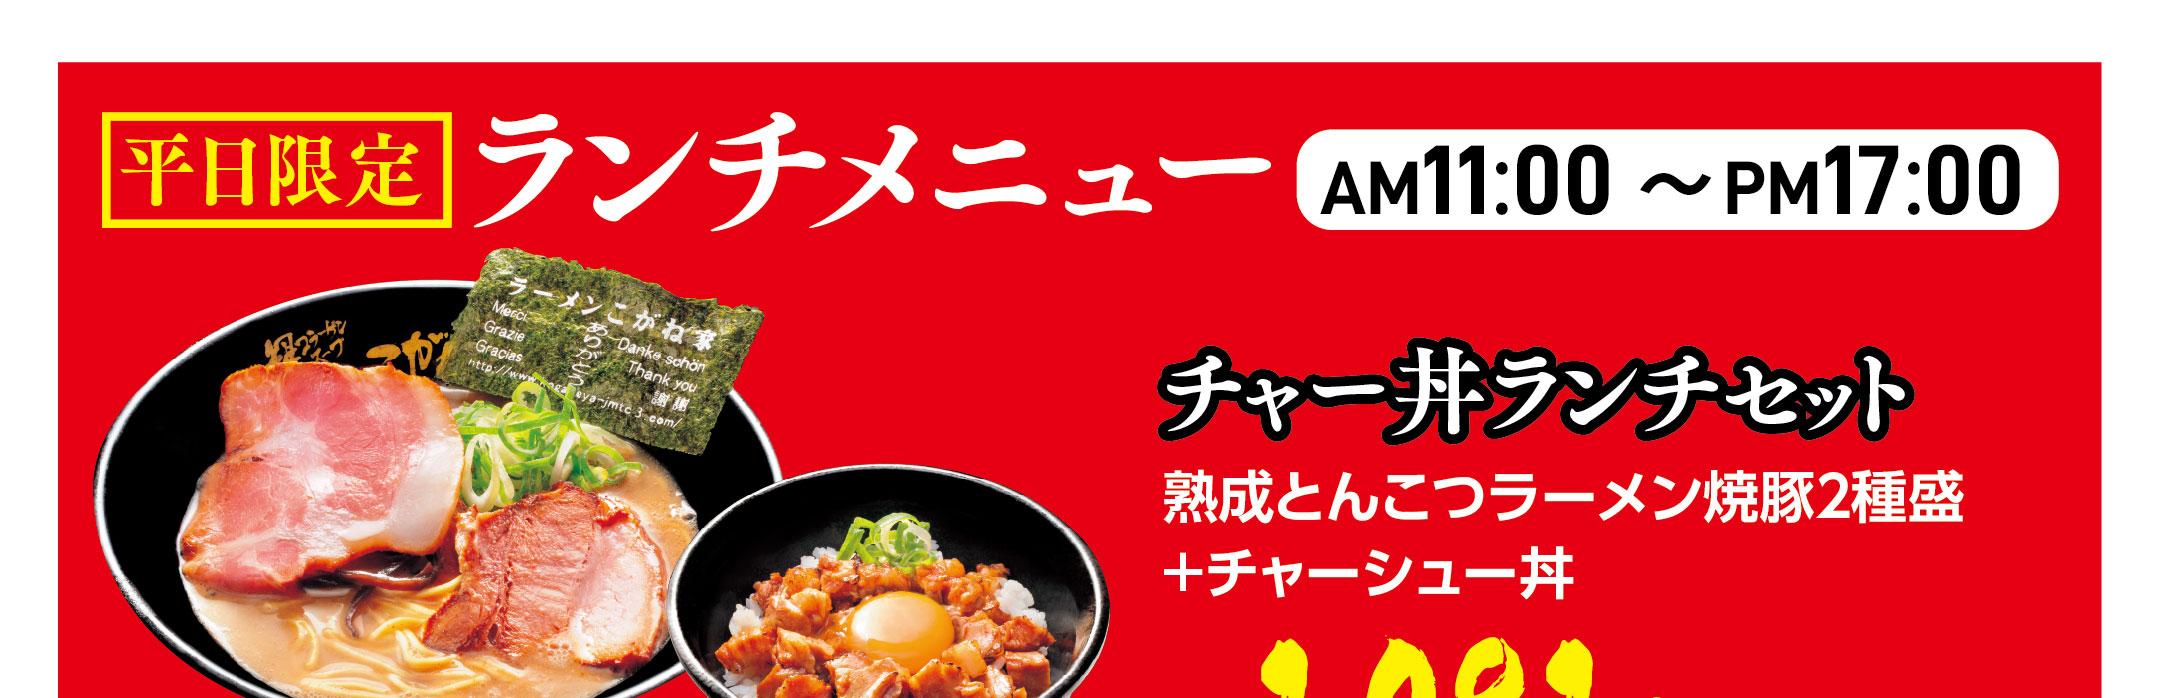 平日限定 ランチメニュー AM11:00 ～PM17:00
ラーメンこがね家
Merci
Grazie
Gracias
ありがとう
Danke schön
Thank you
謝謝
チャー丼ランチセット
熟成とんこつラーメン焼豚2種盛
+チャーシュー丼